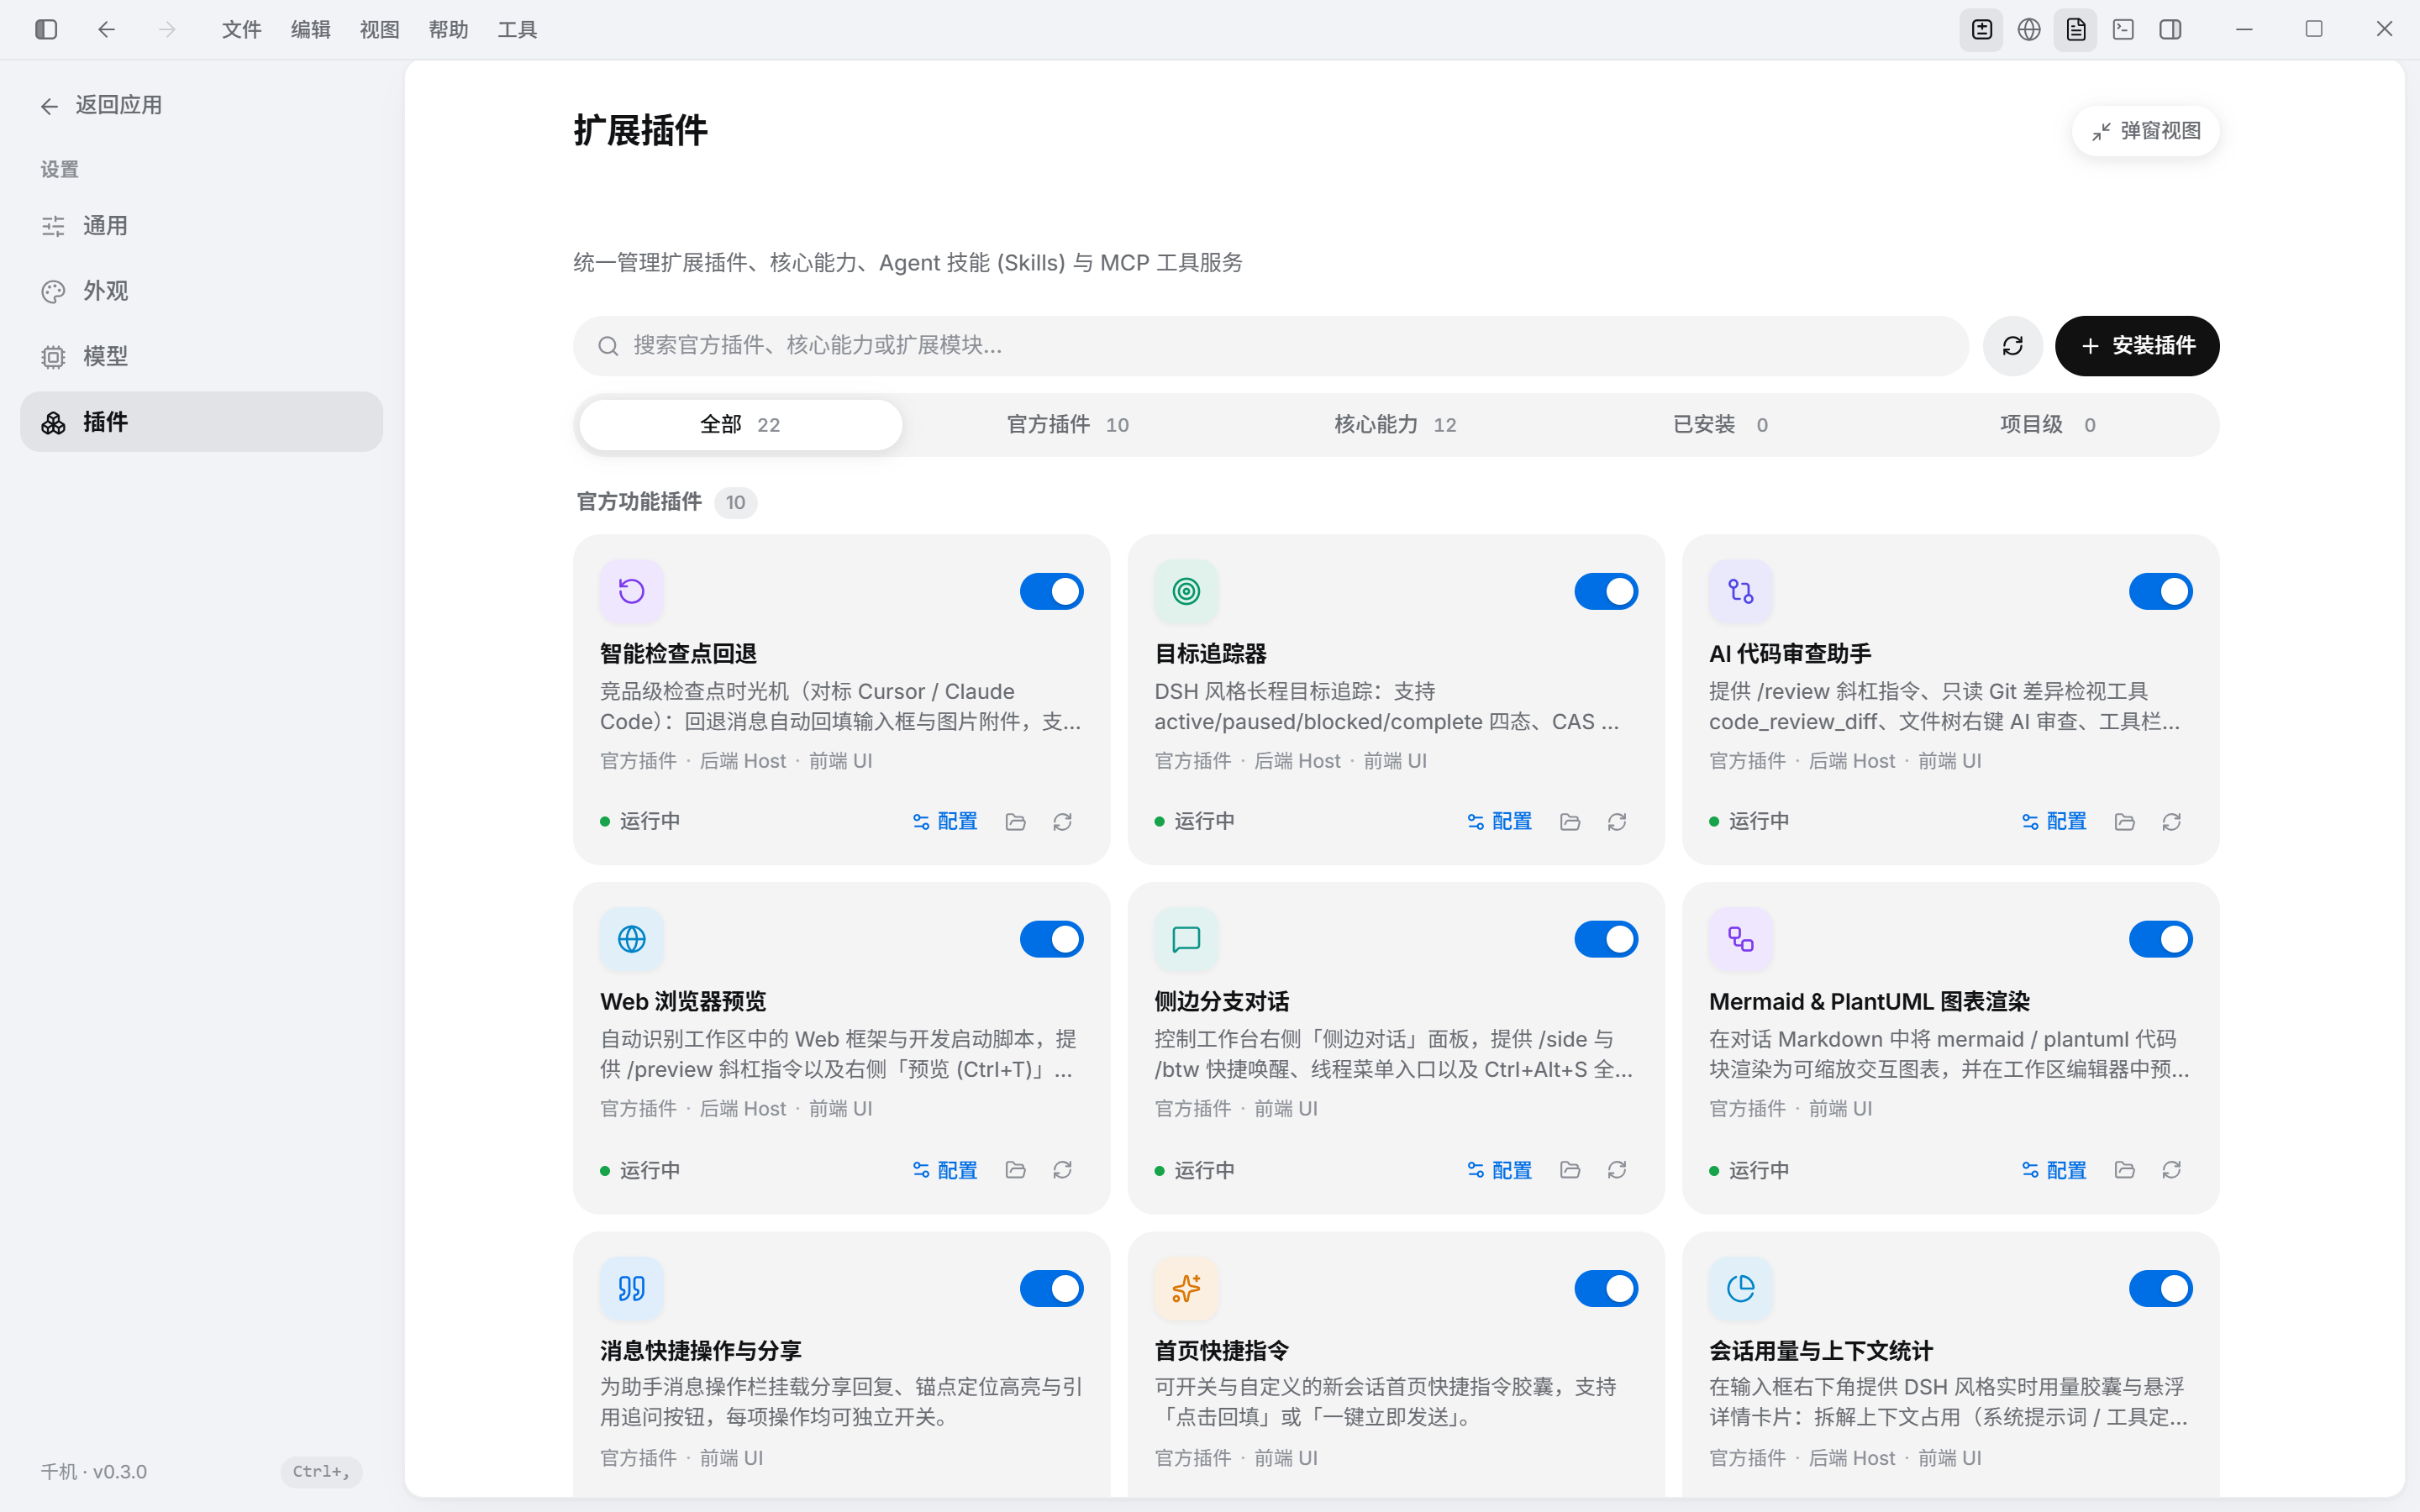 文件 编辑 视图 帮助 工具
返回应用
设置
通用
外观
模型
插件
千机 · v0.3.0 Ctrl+,
扩展插件
弹窗视图
统一管理扩展插件、核心能力、Agent 技能 (Skills) 与 MCP 工具服务
搜索官方插件、核心能力或扩展模块...
安装插件
全部 22 官方插件 10 核心能力 12 已安装 0 项目级 0
官方功能插件 10
智能检查点回退
竞品级检查点时光机（对标 Cursor / Claude
Code）：回退消息自动回填输入框与图片附件，支...
官方插件 · 后端 Host · 前端 UI
运行中 配置
目标追踪器
DSH 风格长程目标追踪：支持
active/paused/blocked/complete 四态、CAS ...
官方插件 · 后端 Host · 前端 UI
运行中 配置
AI 代码审查助手
提供 /review 斜杠指令、只读 Git 差异检视工具
code_review_diff、文件树右键 AI 审查、工具栏...
官方插件 · 后端 Host · 前端 UI
运行中 配置
Web 浏览器预览
自动识别工作区中的 Web 框架与开发启动脚本，提
供 /preview 斜杠指令以及右侧「预览 (Ctrl+T)」...
官方插件 · 后端 Host · 前端 UI
运行中 配置
侧边分支对话
控制工作台右侧「侧边对话」面板，提供 /side 与
/btw 快捷唤醒、线程菜单入口以及 Ctrl+Alt+S 全...
官方插件 · 前端 UI
运行中 配置
Mermaid & PlantUML 图表渲染
在对话 Markdown 中将 mermaid / plantuml 代码
块渲染为可缩放交互图表，并在工作区编辑器中预...
官方插件 · 前端 UI
运行中 配置
消息快捷操作与分享
为助手消息操作栏挂载分享回复、锚点定位高亮与引
用追问按钮，每项操作均可独立开关。
官方插件 · 前端 UI
首页快捷指令
可开关与自定义的新会话首页快捷指令胶囊，支持
「点击回填」或「一键立即发送」。
官方插件 · 前端 UI
会话用量与上下文统计
在输入框右下角提供 DSH 风格实时用量胶囊与悬浮
详情卡片：拆解上下文占用（系统提示词 / 工具定...
官方插件 · 后端 Host · 前端 UI